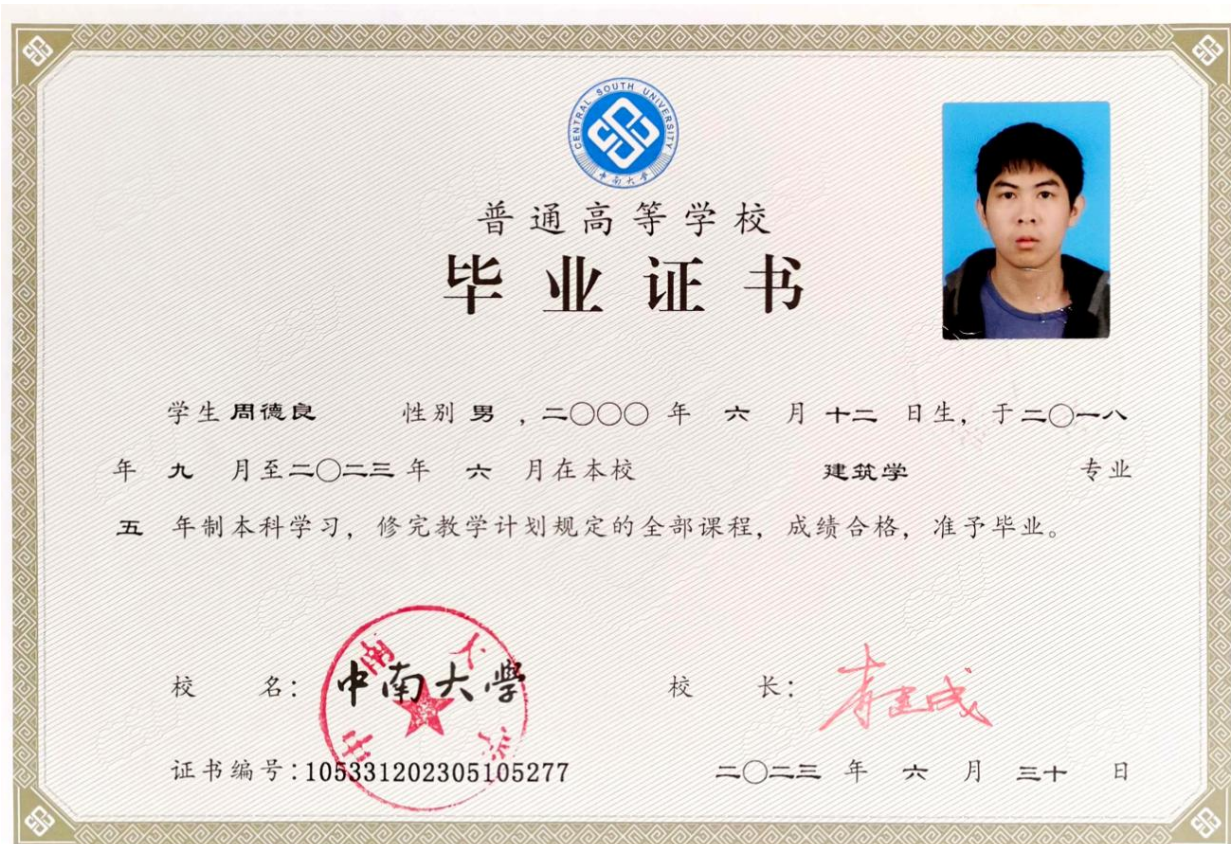 CENTRAL SOUTH UNIVERSITY
中南大学
普通高等学校
毕业证书
学生 周德良 性别 男 ,二〇〇〇 年 六 月 十二 日生, 于二〇一八
年 九 月至二〇二三 年 六 月在本校 建筑学 专业
五 年制本科学习, 修完教学计划规定的全部课程, 成绩合格, 准予毕业。
校 名: 中南大學 校 长:
中南大学
证书编号:105331202305105277 二〇二三 年 六 月 三十 日